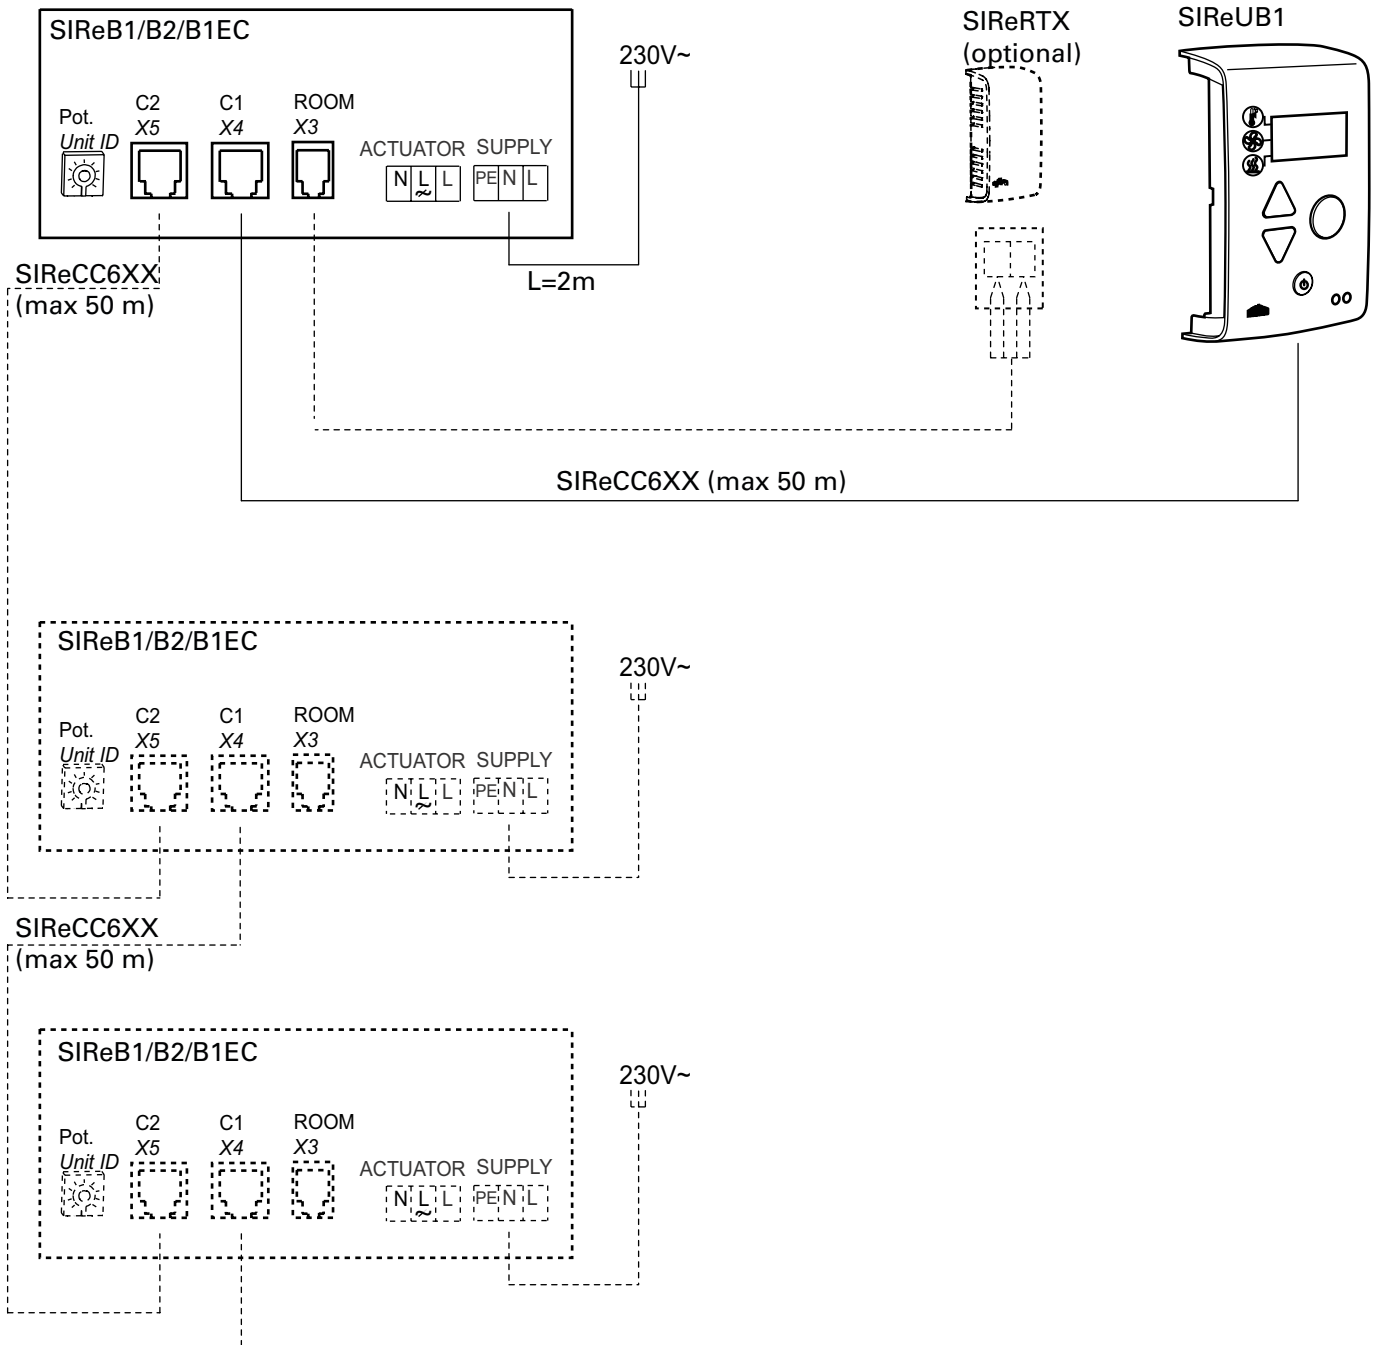 SIReB1/B2/B1EC
230V~
SIReRTX
(optional)
SIReUB1
Pot.
Unit ID
C2
X5
C1
X4
ROOM
X3
ACTUATOR SUPPLY
N L L PE N L
~
SIReCC6XX
(max 50 m)
L=2m
SIReCC6XX (max 50 m)
SIReB1/B2/B1EC
230V~
Pot.
Unit ID
C2
X5
C1
X4
ROOM
X3
ACTUATOR SUPPLY
N L L PE N L
~
SIReCC6XX
(max 50 m)
SIReB1/B2/B1EC
230V~
Pot.
Unit ID
C2
X5
C1
X4
ROOM
X3
ACTUATOR SUPPLY
N L L PE N L
~